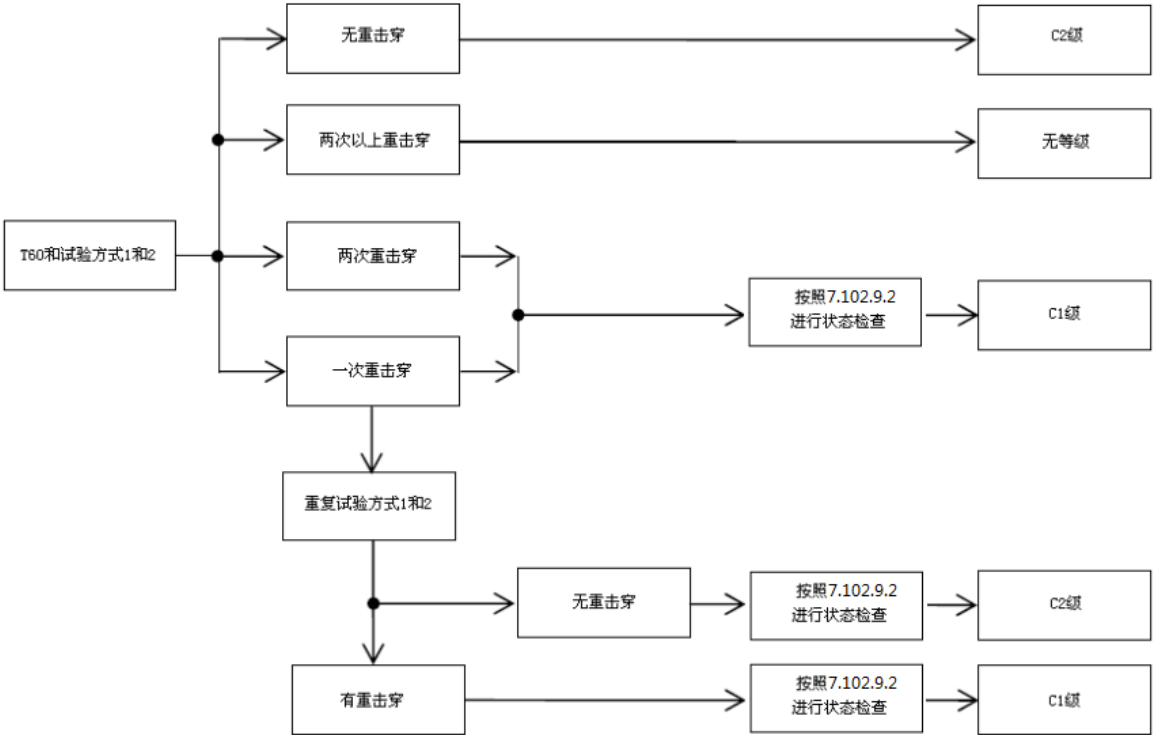 无重击穿
C2级
两次以上重击穿
无等级
T60和试验方式1和2
两次重击穿
按照7.102.9.2
进行状态检查
C1级
一次重击穿
重复试验方式1和2
无重击穿
按照7.102.9.2
进行状态检查
C2级
有重击穿
按照7.102.9.2
进行状态检查
C1级